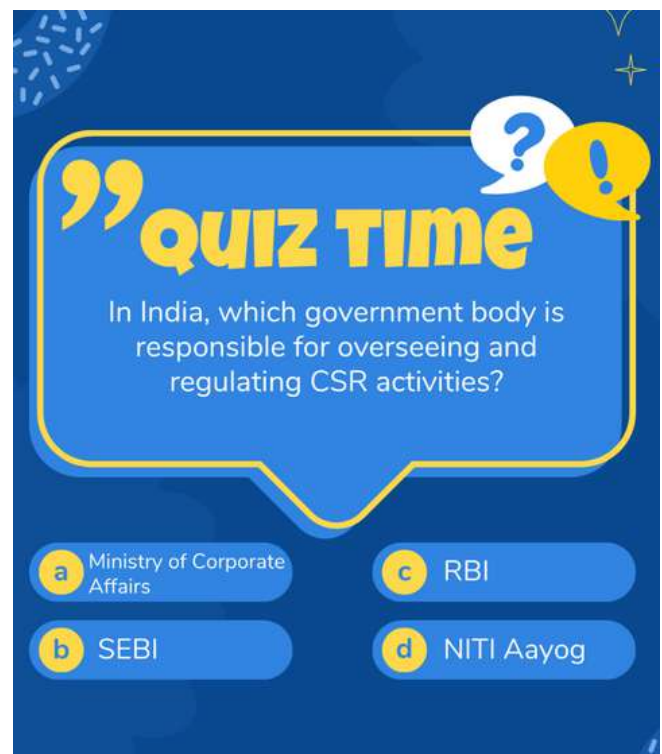 ”QUIZ TIME
In India, which government body is
responsible for overseeing and
regulating CSR activities?
a Ministry of Corporate
Affairs
b SEBI
c RBI
d NITI Aayog